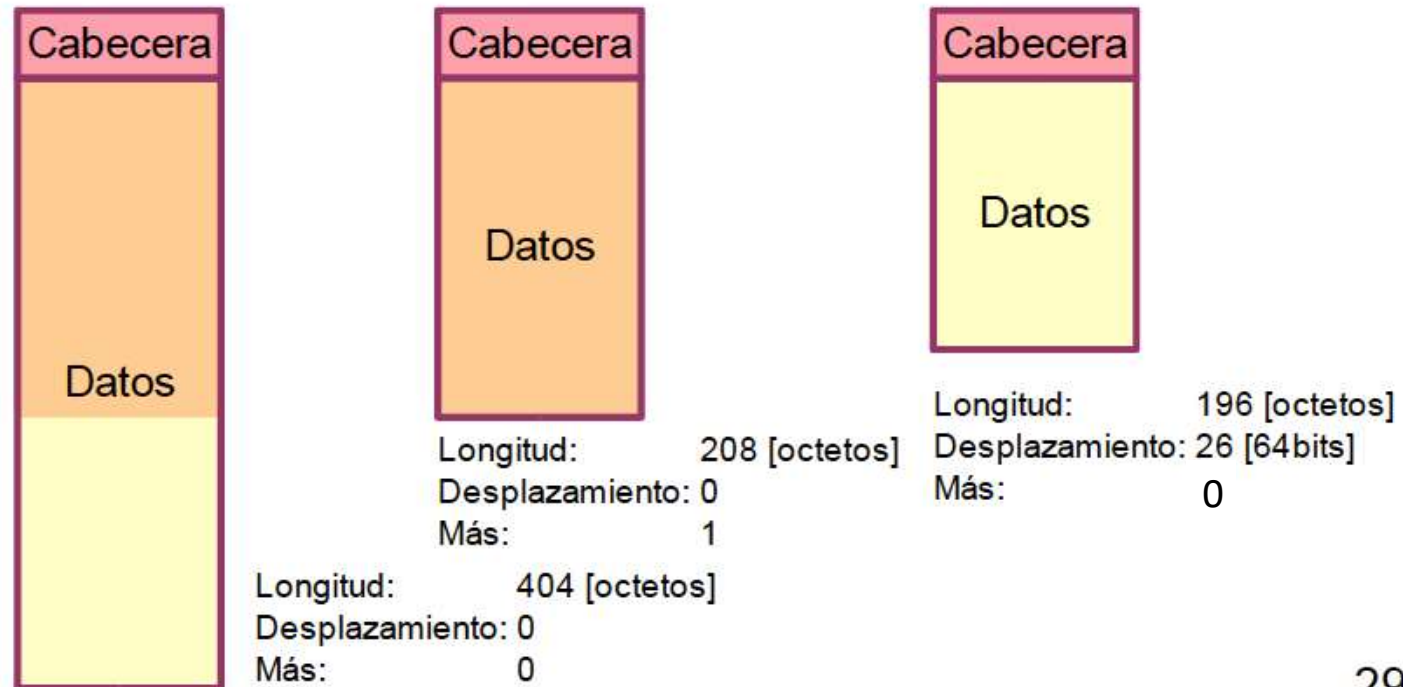 Cabecera
Datos
Longitud: 404 [octetos]
Desplazamiento: 0
Más: 0
Cabecera
Datos
Longitud: 208 [octetos]
Desplazamiento: 0
Más: 1
Cabecera
Datos
Longitud: 196 [octetos]
Desplazamiento: 26 [64bits]
Más: 0
29